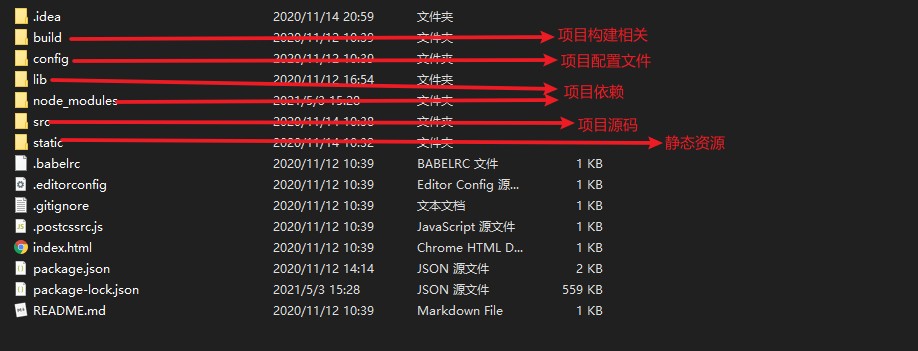 .idea 2020/11/14 20:59 文件夹
build 2020/11/12 10:39 文件夹 项目构建相关
config 2020/11/12 10:39 文件夹 项目配置文件
lib 2020/11/12 16:54 文件夹
项目依赖
node_modules 2021/5/3 15:28 文件夹
src 2020/11/14 10:38 文件夹 项目源码
static 2020/11/14 10:32 文件夹 静态资源
.babelrc 2020/11/12 10:39 BABELRC 文件 1 KB
.editorconfig 2020/11/12 10:39 Editor Config 源... 1 KB
.gitignore 2020/11/12 10:39 文本文档 1 KB
.postcssrc.js 2020/11/12 10:39 JavaScript 源文件 1 KB
index.html 2020/11/12 10:39 Chrome HTML D... 1 KB
package.json 2020/11/12 14:14 JSON 源文件 2 KB
package-lock.json 2021/5/3 15:28 JSON 源文件 559 KB
README.md 2020/11/12 10:39 Markdown File 1 KB